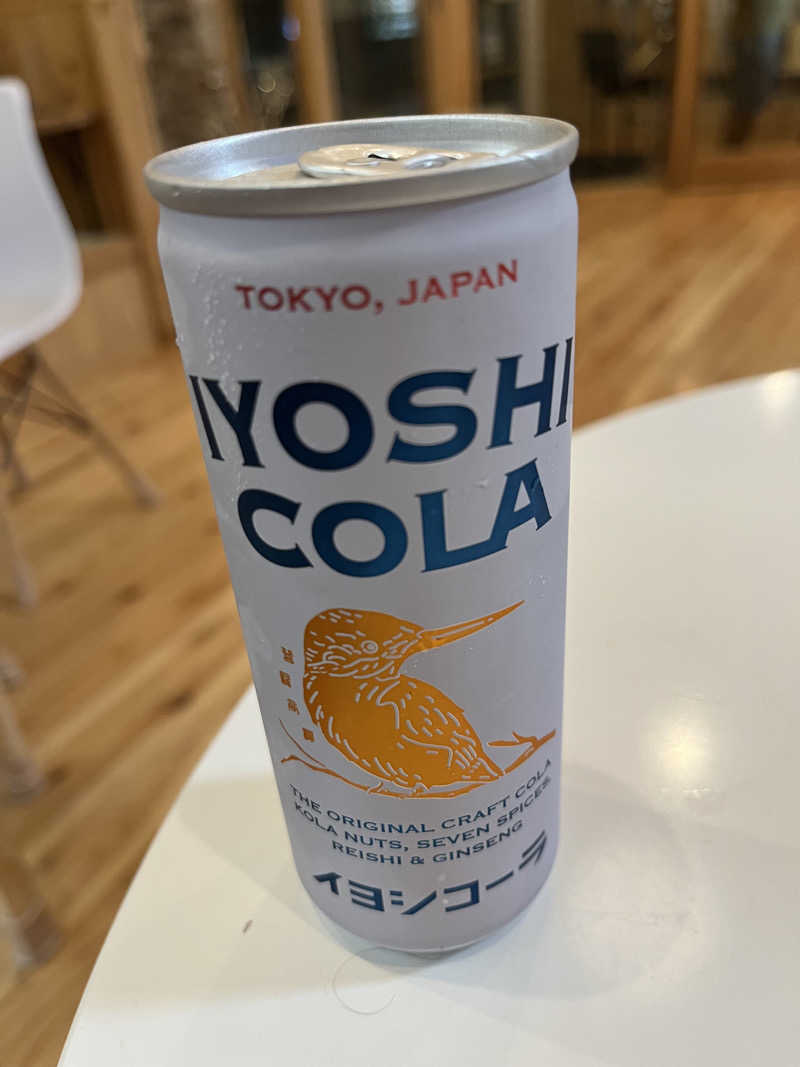 TOKYO, JAPAN
IYOSHI
COLA
THE ORIGINAL CRAFT COLA
KOLA NUTS, SEVEN SPICES,
REISHI & GINSENG
イヨシコーラ